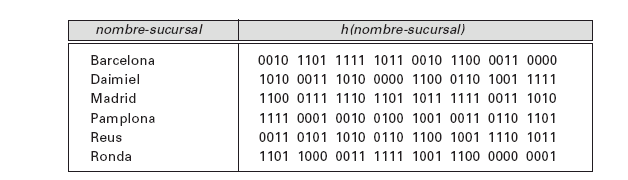 nombre-sucursal h(nombre-sucursal)
Barcelona 0010 1101 1111 1011 0010 1100 0011 0000
Daimiel 1010 0011 1010 0000 1100 0110 1001 1111
Madrid 1100 0111 1110 1101 1011 1111 0011 1010
Pamplona 1111 0001 0010 0100 1001 0011 0110 1101
Reus 0011 0101 1010 0110 1100 1001 1110 1011
Ronda 1101 1000 0011 1111 1001 1100 0000 0001